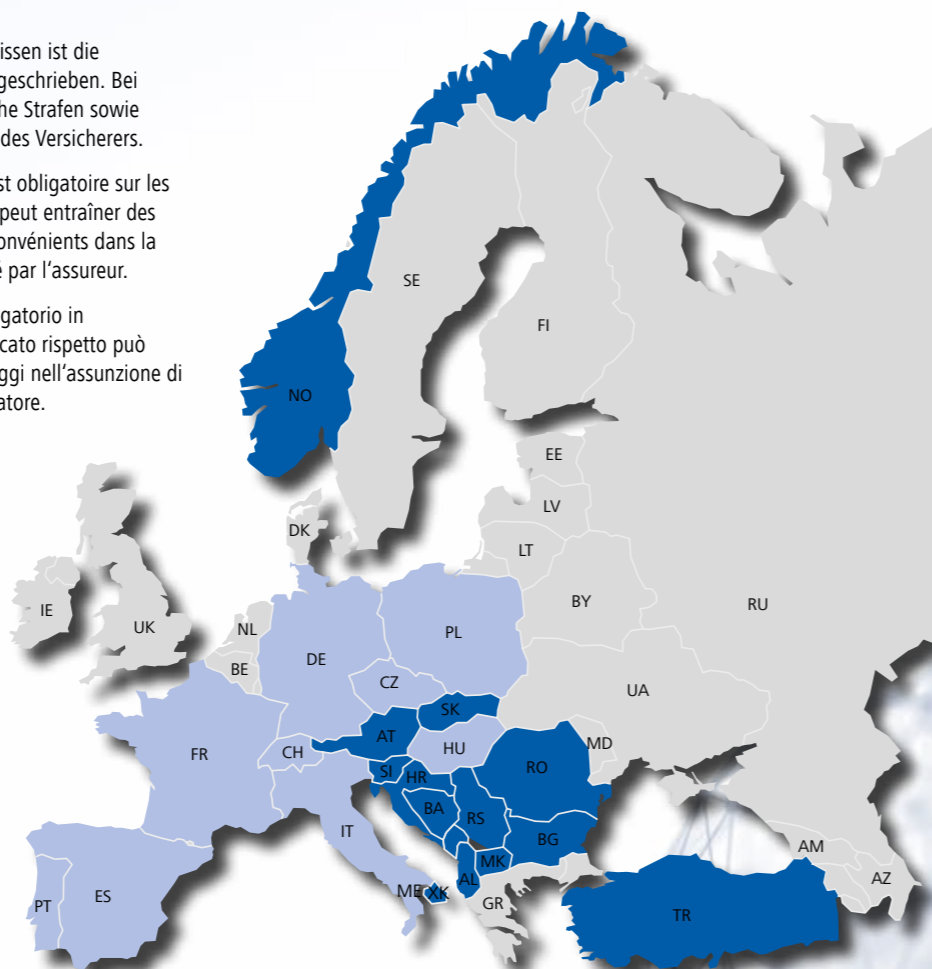 issen ist die
geschrieben. Bei
he Strafen sowie
des Versicherers.
st obligatoire sur les
peut entraîner des
convénients dans la
é par l'assureur.
gatorio in
cato rispetto può
ggi nell'assunzione di
atore.
SE
FI
NO
EE
LV
DK
LT
IE
BY
RU
UK
NL
PL
DE
BE
CZ
UA
SK
AT
FR
CH
HU
MD
RO
SI
HR
BA
RS
IT
BG
AM
MK
AZ
AL
ME
XK
PT
ES
GR
TR